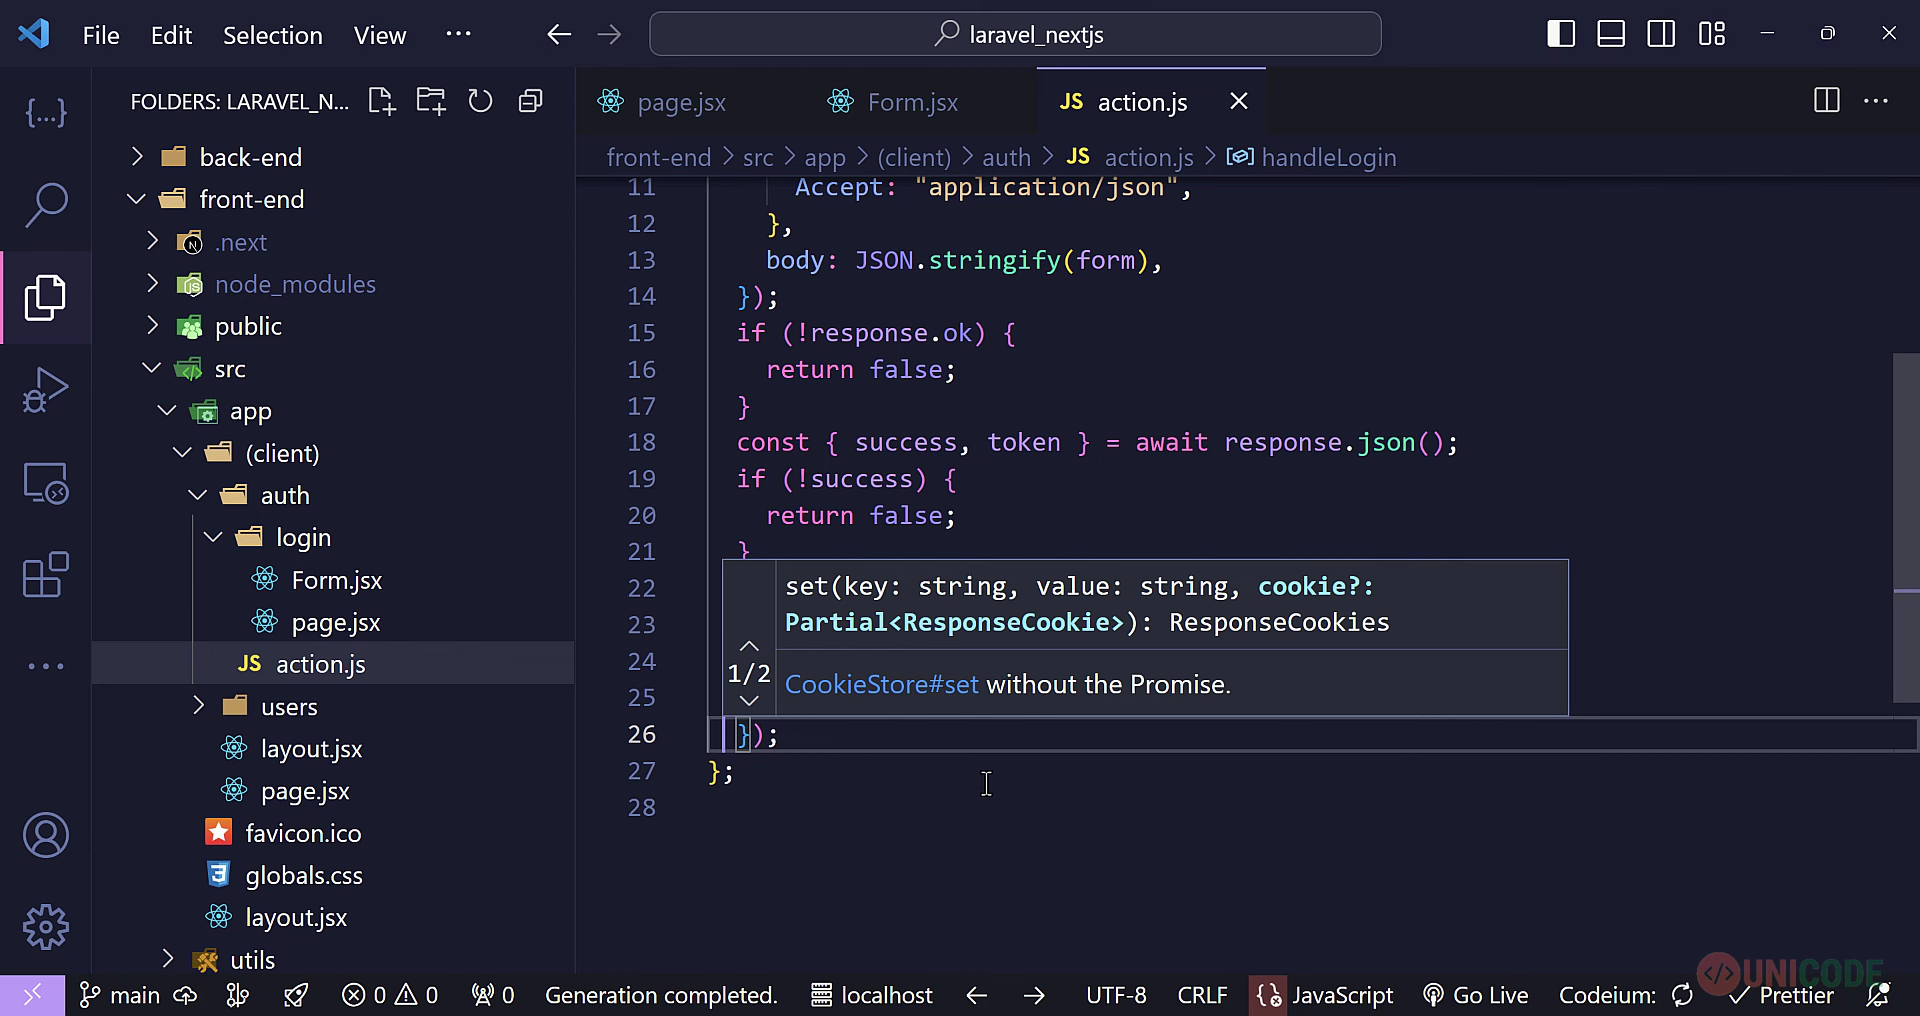 File Edit Selection View ···
laravel_nextjs
FOLDERS: LARAVEL_N...
back-end
front-end
.next
node_modules
public
src
app
(client)
auth
login
Form.jsx
page.jsx
JS action.js
users
layout.jsx
page.jsx
favicon.ico
globals.css
layout.jsx
utils
page.jsx Form.jsx JS action.js
front-end > src > app > (client) > auth > JS action.js > handleLogin
11 Accept: "application/json",
12 },
13 body: JSON.stringify(form),
14 });
15 if (!response.ok) {
16 return false;
17 }
18 const { success, token } = await response.json();
19 if (!success) {
20 return false;
21 }
22
23
24
25
26 });
27 };
28
set(key: string, value: string, cookie?:
Partial<ResponseCookie>): ResponseCookies
1/2
CookieStore#set without the Promise.
UNICODE
main 0 0 0 Generation completed. localhost UTF-8 CRLF JavaScript Go Live Codeium: Prettier